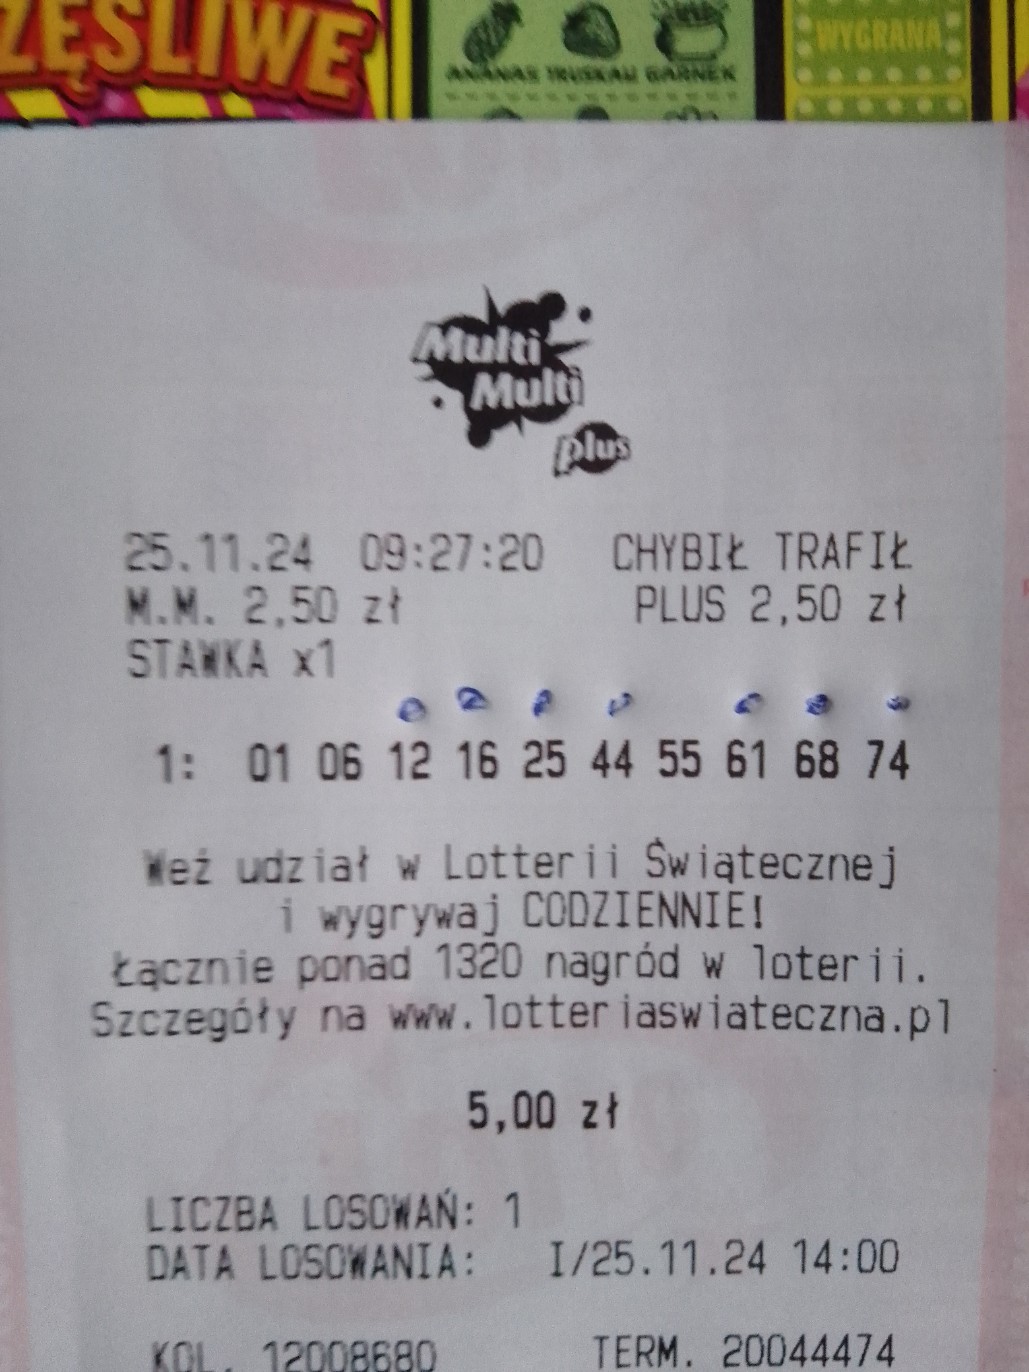 ZĘŚLIWE
ANANAS TRUSKAW GARNEK
WYGRANA
Multi
Multi
plus
25.11.24 09:27:20 CHYBIŁ TRAFIŁ
M.M. 2,50 zł PLUS 2,50 zł
STAWKA x1
1: 01 06 12 16 25 44 55 61 68 74
Weź udział w Lotterii Świątecznej
i wygrywaj CODZIENNIE!
Łącznie ponad 1320 nagród w loterii.
Szczegóły na www.lotteriaswiateczna.pl
5,00 zł
LICZBA LOSOWAŃ: 1
DATA LOSOWANIA: I/25.11.24 14:00
KOL. 12008680 TERM. 20044474